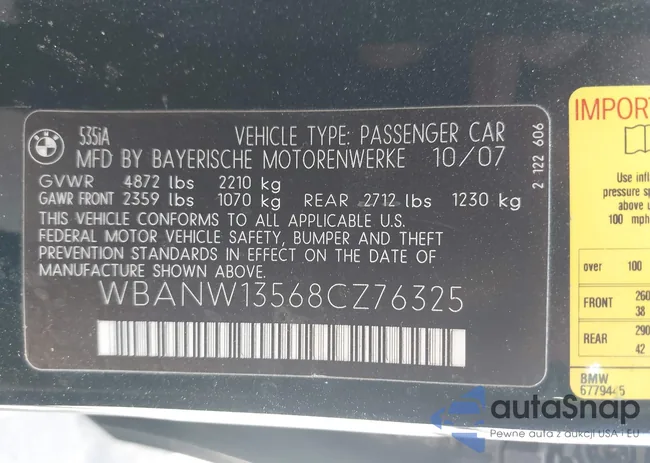 BMW
535iA VEHICLE TYPE: PASSENGER CAR
MFD BY BAYERISCHE MOTORENWERKE 10/07
GVWR 4872 lbs 2210 kg
GAWR FRONT 2359 lbs 1070 kg REAR 2712 lbs 1230 kg
THIS VEHICLE CONFORMS TO ALL APPLICABLE U.S.
FEDERAL MOTOR VEHICLE SAFETY, BUMPER AND THEFT
PREVENTION STANDARDS IN EFFECT ON THE DATE OF
MANUFACTURE SHOWN ABOVE.
WBANW13568CZ76325
2 122 606
IMPOR
Use infl
pressure sp
above u
100 mph
over 100
FRONT 260
38
REAR 290
42
BMW
6779445
autoSnap
Pewne auta z aukcji USA i EU